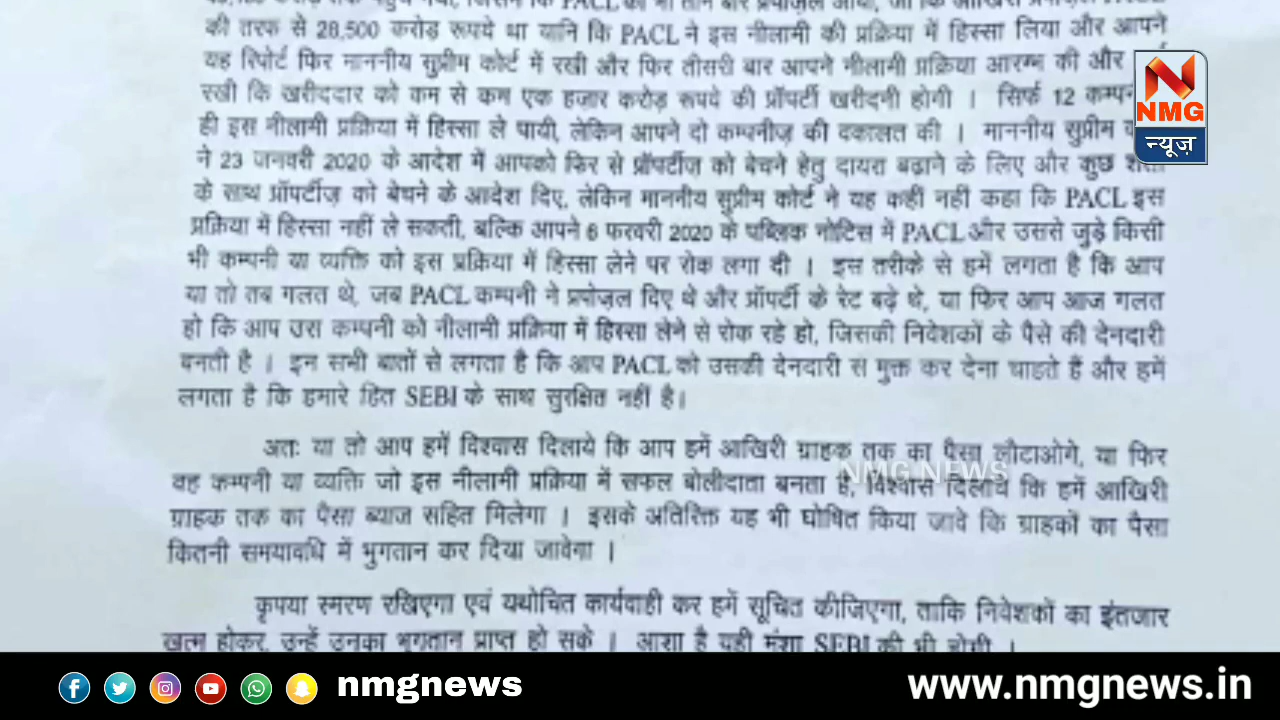 की तरफ से 28,500 करोड़ रूपये था यानि कि PACL ने इस नीलामी की प्रक्रिया में हिस्सा लिया और आपने
यह रिपोर्ट फिर माननीय सुप्रीम कोर्ट में रखी और फिर तीसरी बार आपने नीलामी प्रक्रिया आरम्भ की और
रखी कि खरीददार को कम से कम एक हजार करोड़ रूपये की प्रॉपर्टी खरीदनी होगी । सिर्फ 12 कम्पनीज
ही इस नीलामी प्रक्रिया में हिस्सा ले पायी, लेकिन आपने दो कम्पनीज़ की वकालत की । माननीय सुप्रीम
ने 23 जनवरी 2020 के आदेश में आपको फिर से प्रॉपर्टीज़ को बेचने हेतु दायरा बढ़ाने के लिए और कुछ शर्तों
के साथ प्रॉपर्टीज़ को बेचने के आदेश दिए, लेकिन माननीय सुप्रीम कोर्ट ने यह कहीं नहीं कहा कि PACL इस
प्रक्रिया में हिस्सा नहीं ले सकती, बल्कि आपने 6 फरवरी 2020 के पब्लिक नोटिस में PACL और उससे जुड़े किसी
भी कम्पनी या व्यक्ति को इस प्रक्रिया में हिस्सा लेने पर रोक लगा दी । इस तरीके से हमें लगता है कि आप
या तो तब गलत थे, जब PACL कम्पनी ने प्रपोज़ल दिए थे और प्रॉपर्टी के रेट बढ़े थे, या फिर आप आज गलत
हो कि आप उस कम्पनी को नीलामी प्रक्रिया में हिस्सा लेने से रोक रहे हो, जिसकी निवेशकों के पैसे की देनदारी
बनती है । इन सभी बातों से लगता है कि आप PACL को उसकी देनदारी से मुक्त कर देना चाहते हैं और हमें
लगता है कि हमारे हित SEBI के साथ सुरक्षित नहीं है।
अतः या तो आप हमें विश्वास दिलाये कि आप हमें आखिरी ग्राहक तक का पैसा लौटाओगे, या फिर
वह कम्पनी या व्यक्ति जो इस नीलामी प्रक्रिया में सफल बोलीदाता बनता है, विश्वास दिलाये कि हमें आखिरी
ग्राहक तक का पैसा ब्याज सहित मिलेगा । इसके अतिरिक्त यह भी घोषित किया जावे कि ग्राहकों का पैसा
कितनी समयावधि में भुगतान कर दिया जावेगा ।
कृपया स्मरण रखिएगा एवं यथोचित कार्यवाही कर हमें सूचित कीजिएगा, ताकि निवेशकों का इंतजार
खत्म होकर, उन्हें उनका भुगतान प्राप्त हो सके । आशा है यही मंशा SEBI की भी होगी ।
NMG
न्यूज़
NMG NEWS
nmgnews
www.nmgnews.in